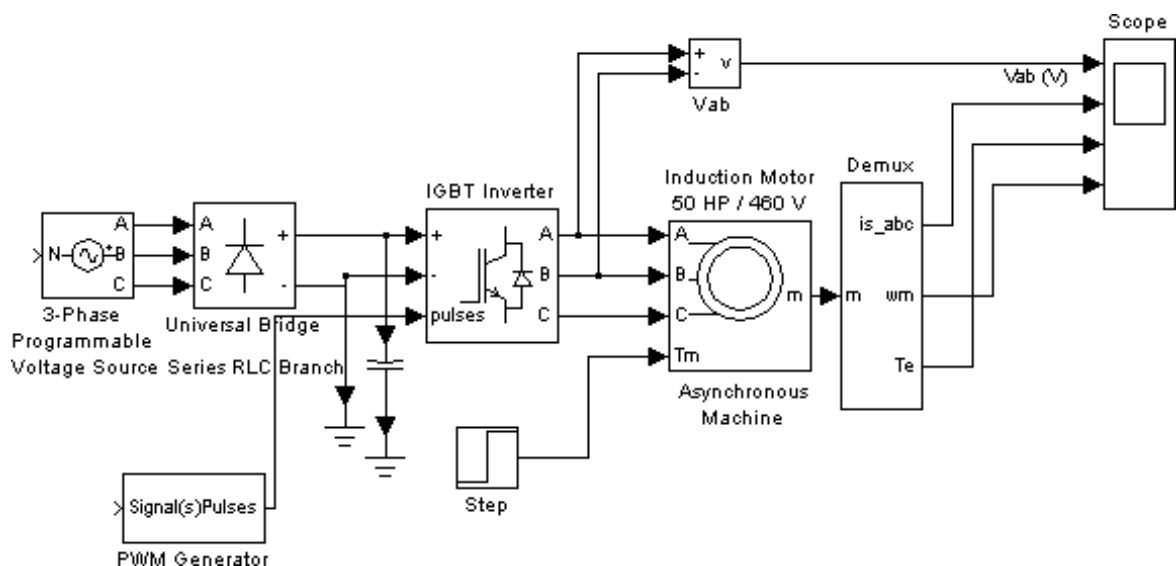 Scope
+
v
-
Vab (V)
Vab
Demux
Induction Motor
50 HP / 460 V
IGBT Inverter
A
A
+
+
A
A
is_abc
N
B
B
-
B
B
m
m
wm
C
C
-
pulses
C
C
3-Phase
Universal Bridge
Programmable
Tm
Te
Voltage Source
Series RLC Branch
Asynchronous
Machine
Signal(s)
Pulses
Step
PWM Generator